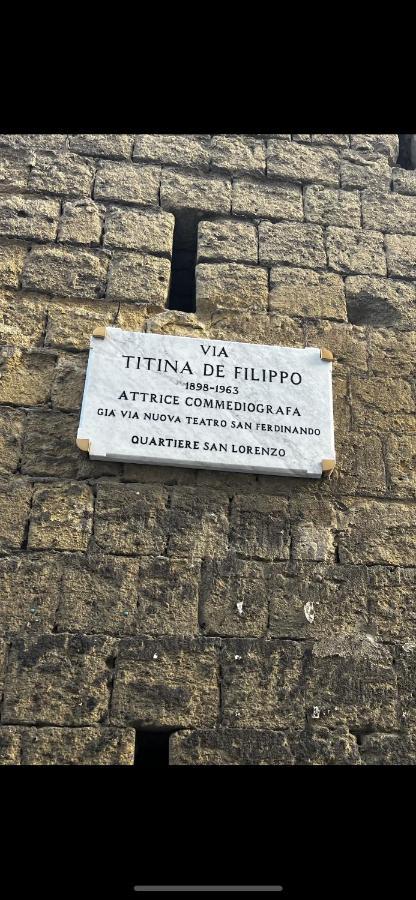 VIA
TITINA DE FILIPPO
1898-1963
ATTRICE COMMEDIOGRAFA
GIA VIA NUOVA TEATRO SAN FERDINANDO
QUARTIERE SAN LORENZO